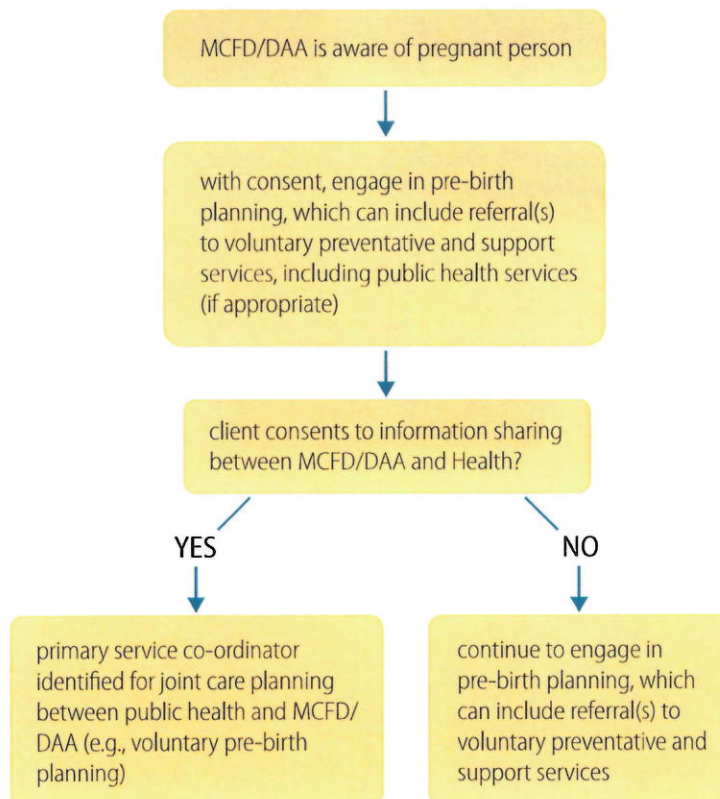 MCFD/DAA is aware of pregnant person
with consent, engage in pre-birth
planning, which can include referral(s)
to voluntary preventative and support
services, including public health services
(if appropriate)
client consents to information sharing
between MCFD/DAA and Health?
YES
NO
primary service co-ordinator
identified for joint care planning
between public health and MCFD/
DAA (e.g., voluntary pre-birth
planning)
continue to engage in
pre-birth planning, which
can include referral(s) to
voluntary preventative and
support services